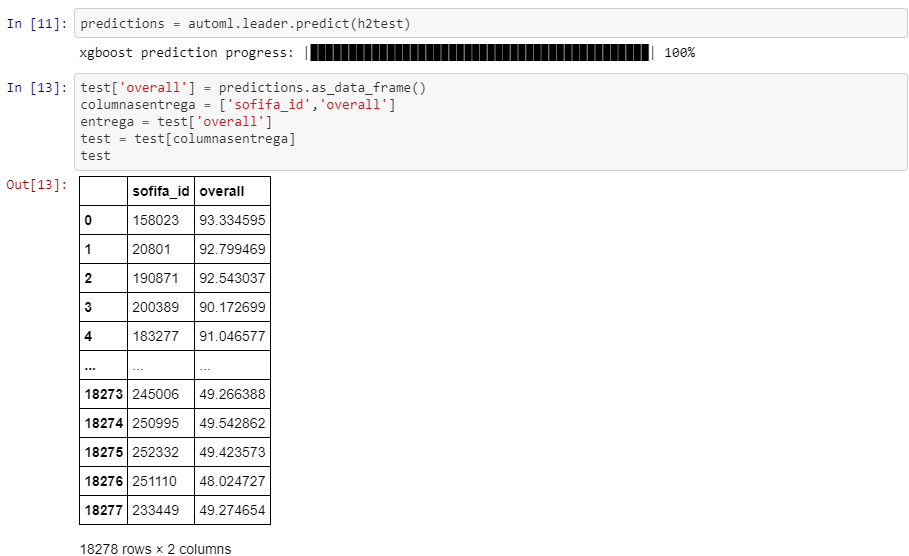 In [11]: predictions = automl.leader.predict(h2test)
xgboost prediction progress: |███████████████████████████████████████████| 100%
In [13]: test['overall'] = predictions.as_data_frame()
columnasentrega = ['sofifa_id','overall']
entrega = test['overall']
test = test[columnasentrega]
test
Out[13]:
sofifa_id overall
0 158023 93.334595
1 20801 92.799469
2 190871 92.543037
3 200389 90.172699
4 183277 91.046577
... ... ...
18273 245006 49.266388
18274 250995 49.542862
18275 252332 49.423573
18276 251110 48.024727
18277 233449 49.274654
18278 rows × 2 columns